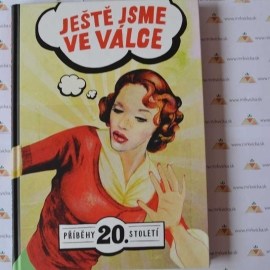 JEŠTĚ JSME
VE VÁLCE
PŘÍBĚHY 20. STOLETÍ